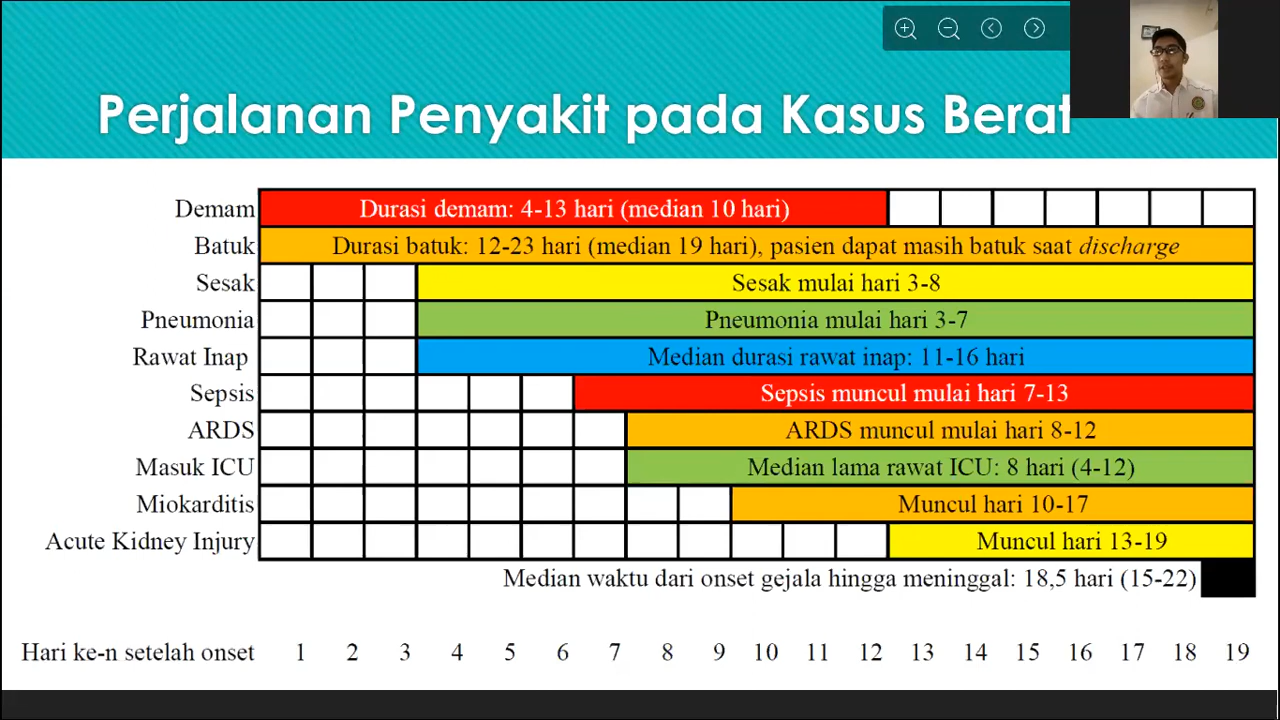 Perjalanan Penyakit pada Kasus Berat
Demam Durasi demam: 4-13 hari (median 10 hari)
Batuk Durasi batuk: 12-23 hari (median 19 hari), pasien dapat masih batuk saat discharge
Sesak Sesak mulai hari 3-8
Pneumonia Pneumonia mulai hari 3-7
Rawat Inap Median durasi rawat inap: 11-16 hari
Sepsis Sepsis muncul mulai hari 7-13
ARDS ARDS muncul mulai hari 8-12
Masuk ICU Median lama rawat ICU: 8 hari (4-12)
Miokarditis Muncul hari 10-17
Acute Kidney Injury Muncul hari 13-19
Median waktu dari onset gejala hingga meninggal: 18,5 hari (15-22)
Hari ke-n setelah onset 1 2 3 4 5 6 7 8 9 10 11 12 13 14 15 16 17 18 19